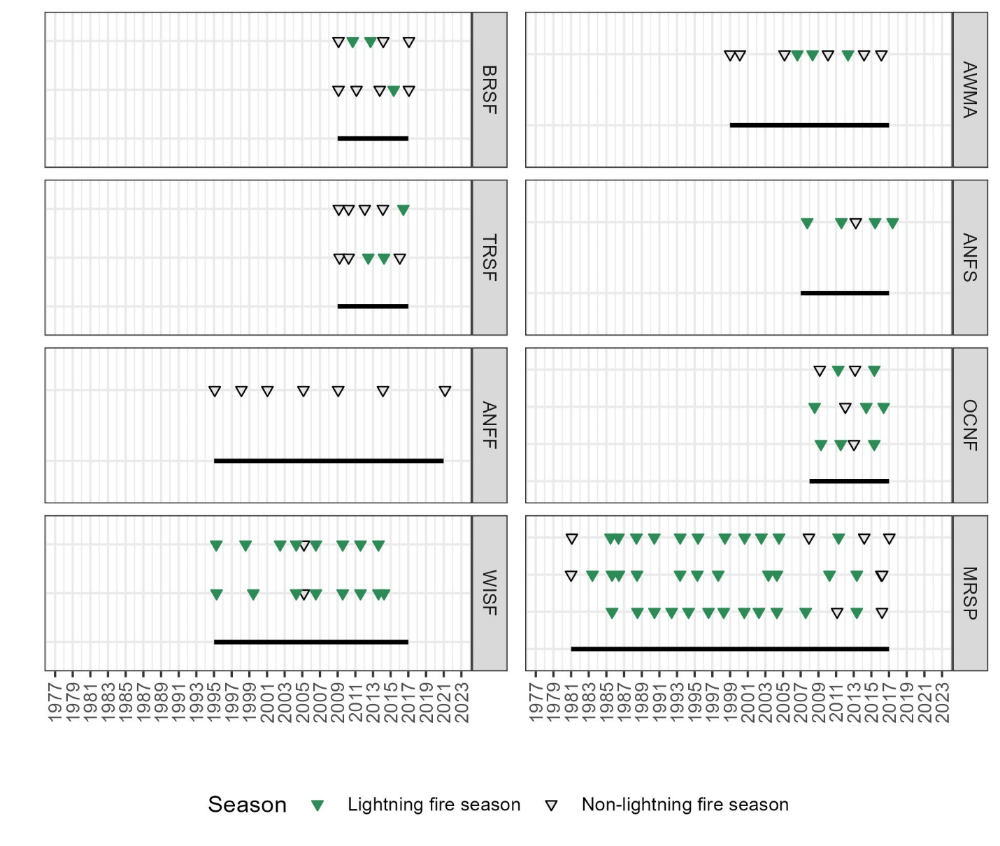 BRSF
AWMA
TRSF
ANFS
ANFF
OCNF
WISF
MRSP
1977 1979 1981 1983 1985 1987 1989 1991 1993 1995 1997 1999 2001 2003 2005 2007 2009 2011 2013 2015 2017 2019 2021 2023
1977 1979 1981 1983 1985 1987 1989 1991 1993 1995 1997 1999 2001 2003 2005 2007 2009 2011 2013 2015 2017 2019 2021 2023
Season Lightning fire season Non-lightning fire season